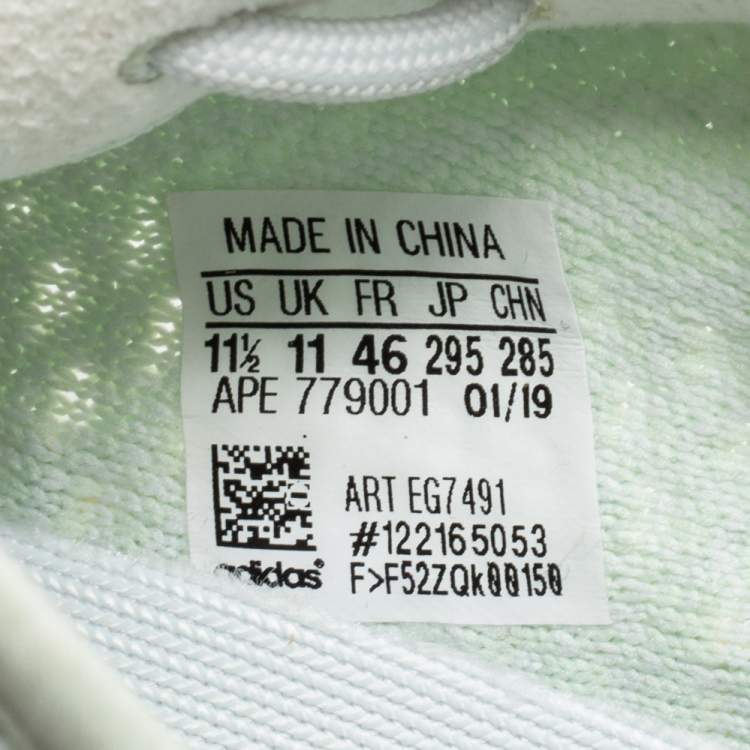 MADE IN CHINA
US UK FR JP CHN
11½ 11 46 295 285
APE 779001 01/19
ART EG7491
#122165053
adidas F>F52ZQk00150